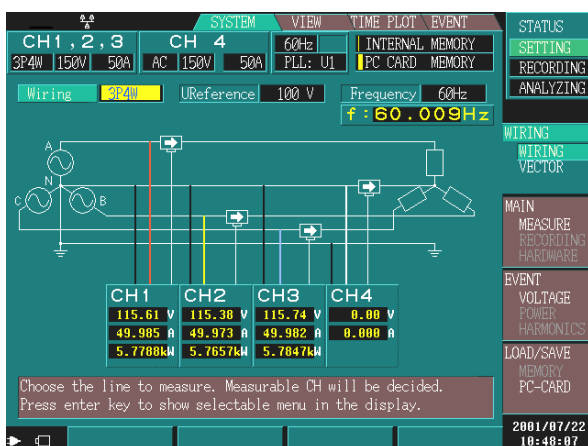 SYSTEM VIEW TIME PLOT EVENT
CH1,2,3 CH 4 60Hz INTERNAL MEMORY
3P4W 150V 50A AC 150V 50A PLL: U1 PC CARD MEMORY
Wiring 3P4W UReference 100 V Frequency 60Hz
f:60.009Hz
A
N
C
B
CH1 CH2 CH3 CH4
115.61 V 115.38 V 115.74 V 0.00 V
49.985 A 49.973 A 49.982 A 0.000 A
5.7788kW 5.7657kW 5.7847kW
Choose the line to measure. Measurable CH will be decided.
Press enter key to show selectable menu in the display.
STATUS
SETTING
RECORDING
ANALYZING
WIRING
WIRING
VECTOR
MAIN
MEASURE
RECORDING
HARDWARE
EVENT
VOLTAGE
POWER
HARMONICS
LOAD/SAVE
MEMORY
PC-CARD
2001/07/22
10:48:07